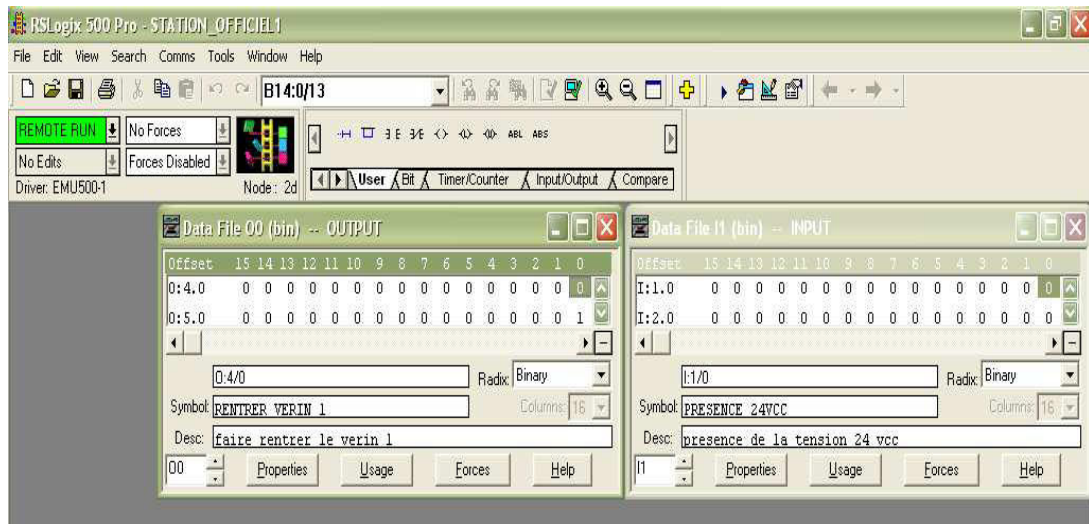 RSLogix 500 Pro - STATION_OFFICIEL1
File Edit View Search Comms Tools Window Help
B14:0/13
REMOTE RUN No Forces
No Edits Forces Disabled
Driver: EMU500-1 Node: 2d
ABL ABS
User Bit Timer/Counter Input/Output Compare
Data File O0 (bin) -- OUTPUT
Offset 15 14 13 12 11 10 9 8 7 6 5 4 3 2 1 0
O:4.0 0 0 0 0 0 0 0 0 0 0 0 0 0 0 0 0
O:5.0 0 0 0 0 0 0 0 0 0 0 0 0 0 0 0 1
O:4/0 Radix: Binary
Symbol: RENTRER VERIN 1 Columns: 16
Desc: faire rentrer le verin 1
O0 Properties Usage Forces Help
Data File I1 (bin) -- INPUT
Offset 15 14 13 12 11 10 9 8 7 6 5 4 3 2 1 0
I:1.0 0 0 0 0 0 0 0 0 0 0 0 0 0 0 0 0
I:2.0 0 0 0 0 0 0 0 0 0 0 0 0 0 0 0 0
I:1/0 Radix: Binary
Symbol: PRESENCE 24VCC Columns: 16
Desc: presence de la tension 24 vcc
I1 Properties Usage Forces Help